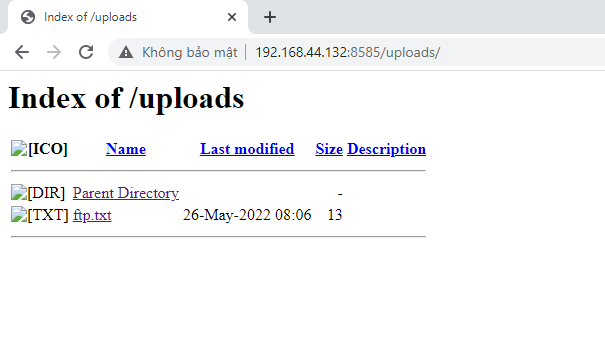 Index of /uploads
Không bảo mật 192.168.44.132:8585/uploads/
Index of /uploads
[ICO] Name Last modified Size Description
[DIR] Parent Directory -
[TXT] ftp.txt 26-May-2022 08:06 13